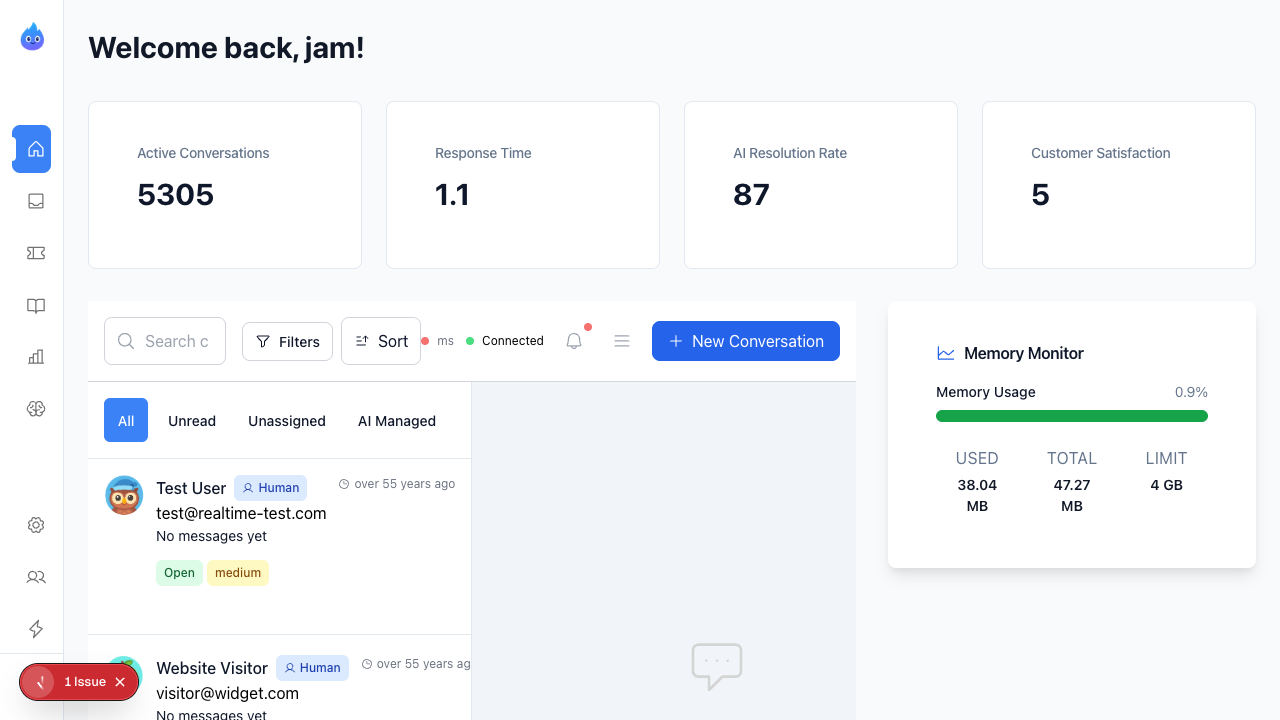 Welcome back, jam!
Active Conversations
5305
Response Time
1.1
AI Resolution Rate
87
Customer Satisfaction
5
Search c
Filters
Sort
ms
Connected
New Conversation
All
Unread
Unassigned
AI Managed
Test User
Human
over 55 years ago
test@realtime-test.com
No messages yet
Open
medium
Website Visitor
Human
over 55 years ag
visitor@widget.com
No messages yet
Memory Monitor
Memory Usage
0.9%
USED
TOTAL
LIMIT
38.04
MB
47.27
MB
4 GB
1 Issue